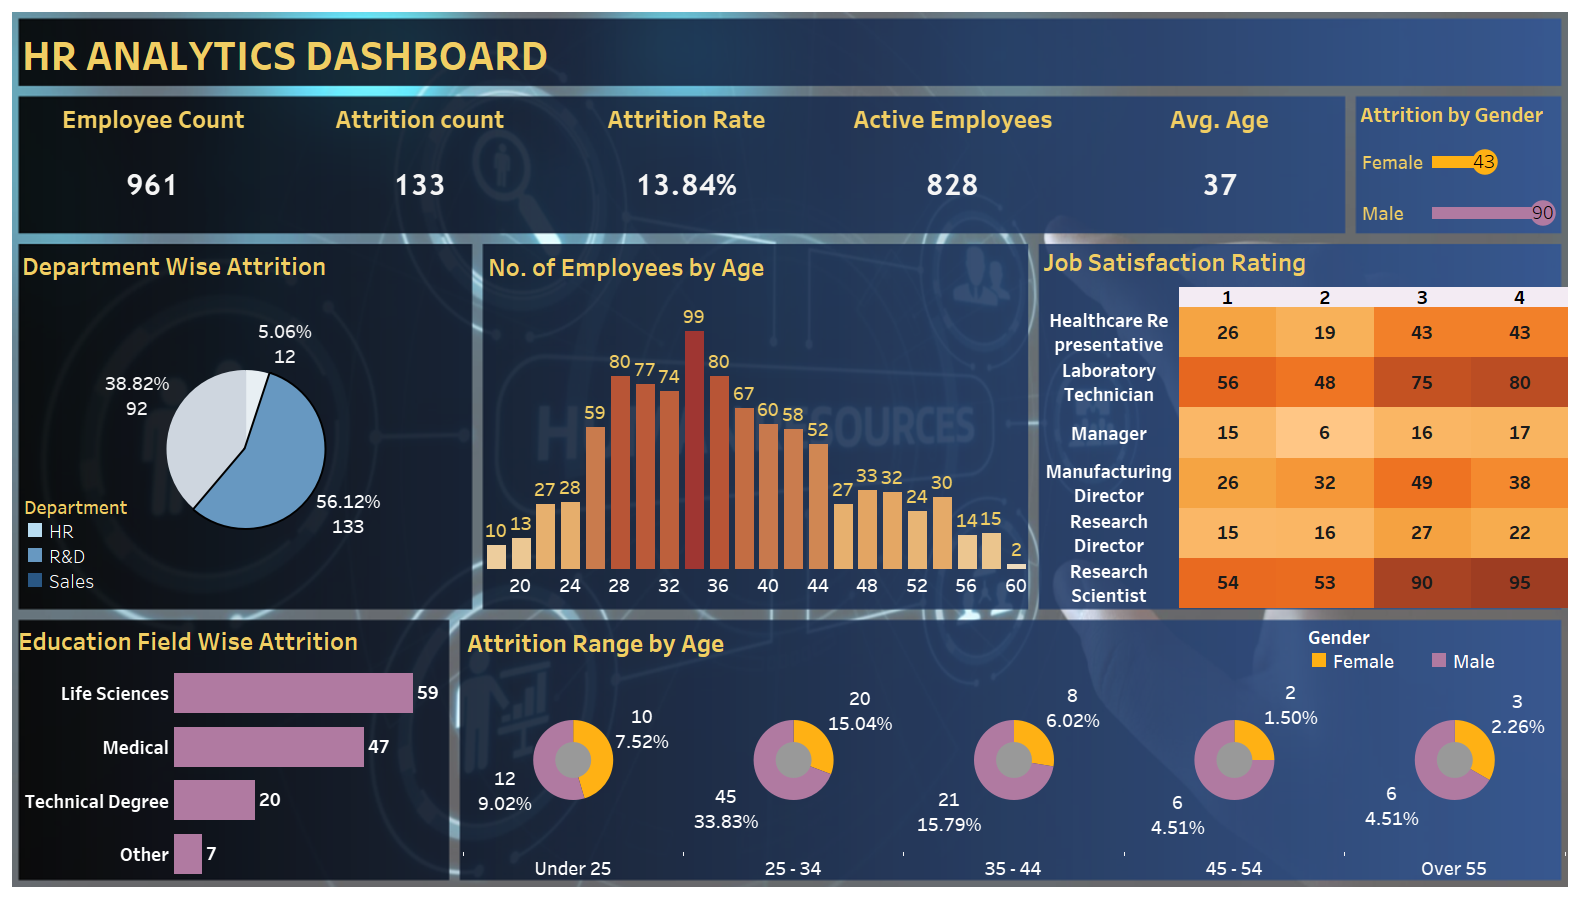 HR ANALYTICS DASHBOARD
Employee Count
Attrition count
Attrition Rate
Active Employees
Avg. Age
961
133
13.84%
828
37
Attrition by Gender
Female 43
Male 90
Department Wise Attrition
5.06%
12
38.82%
92
56.12%
133
Department
HR
R&D
Sales
No. of Employees by Age
10 13 27 28 59 80 77 74 99 80 67 60 58 52 27 33 32 24 30 14 15 2
20 24 28 32 36 40 44 48 52 56 60
HUMAN RESOURCES
Job Satisfaction Rating
1 2 3 4
Healthcare Re
presentative
26 19 43 43
Laboratory
Technician
56 48 75 80
Manager
15 6 16 17
Manufacturing
Director
26 32 49 38
Research
Director
15 16 27 22
Research
Scientist
54 53 90 95
Education Field Wise Attrition
Life Sciences 59
Medical 47
Technical Degree 20
Other 7
Attrition Range by Age
Gender
Female Male
10
7.52%
12
9.02%
20
15.04%
45
33.83%
8
6.02%
21
15.79%
2
1.50%
6
4.51%
3
2.26%
6
4.51%
Under 25
25 - 34
35 - 44
45 - 54
Over 55